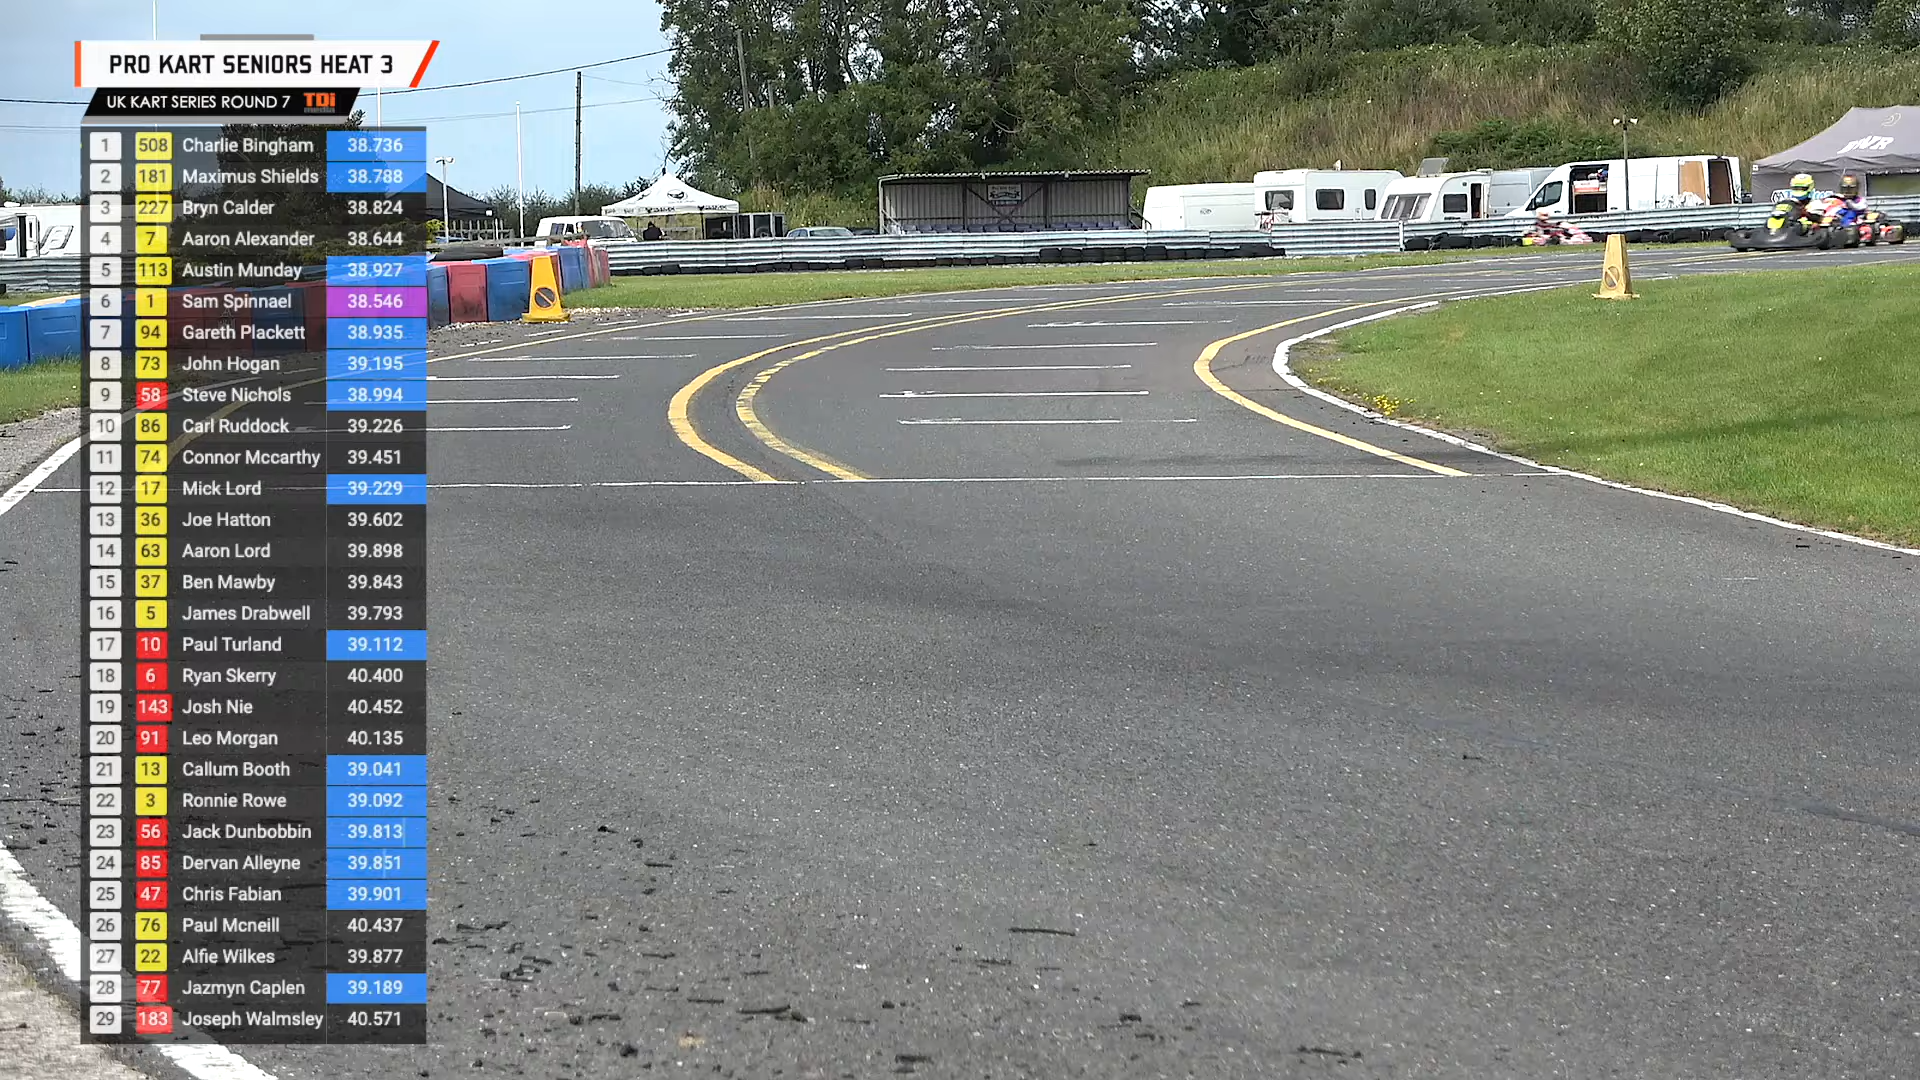 PRO KART SENIORS HEAT 3
UK KART SERIES ROUND 7 TDi
1 508 Charlie Bingham 38.736
2 181 Maximus Shields 38.788
3 227 Bryn Calder 38.824
4 7 Aaron Alexander 38.644
5 113 Austin Munday 38.927
6 1 Sam Spinnael 38.546
7 94 Gareth Plackett 38.935
8 73 John Hogan 39.195
9 58 Steve Nichols 38.994
10 86 Carl Ruddock 39.226
11 74 Connor Mccarthy 39.451
12 17 Mick Lord 39.229
13 36 Joe Hatton 39.602
14 63 Aaron Lord 39.898
15 37 Ben Mawby 39.843
16 5 James Drabwell 39.793
17 10 Paul Turland 39.112
18 6 Ryan Skerry 40.400
19 143 Josh Nie 40.452
20 91 Leo Morgan 40.135
21 13 Callum Booth 39.041
22 3 Ronnie Rowe 39.092
23 56 Jack Dunbobbin 39.813
24 85 Dervan Alleyne 39.851
25 47 Chris Fabian 39.901
26 76 Paul Mcneill 40.437
27 22 Alfie Wilkes 39.877
28 77 Jazmyn Caplen 39.189
29 183 Joseph Walmsley 40.571